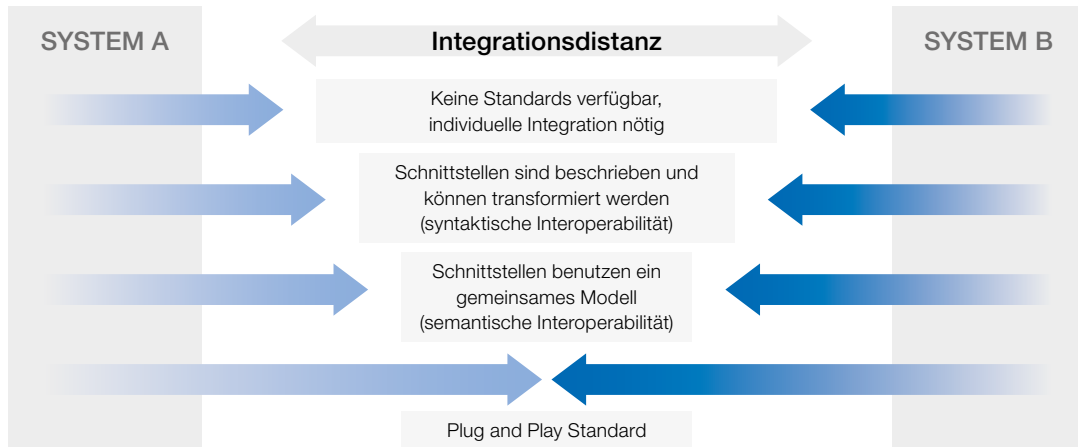 SYSTEM A
Integrationsdistanz
SYSTEM B
Keine Standards verfügbar,
individuelle Integration nötig
Schnittstellen sind beschrieben und
können transformiert werden
(syntaktische Interoperabilität)
Schnittstellen benutzen ein
gemeinsames Modell
(semantische Interoperabilität)
Plug and Play Standard